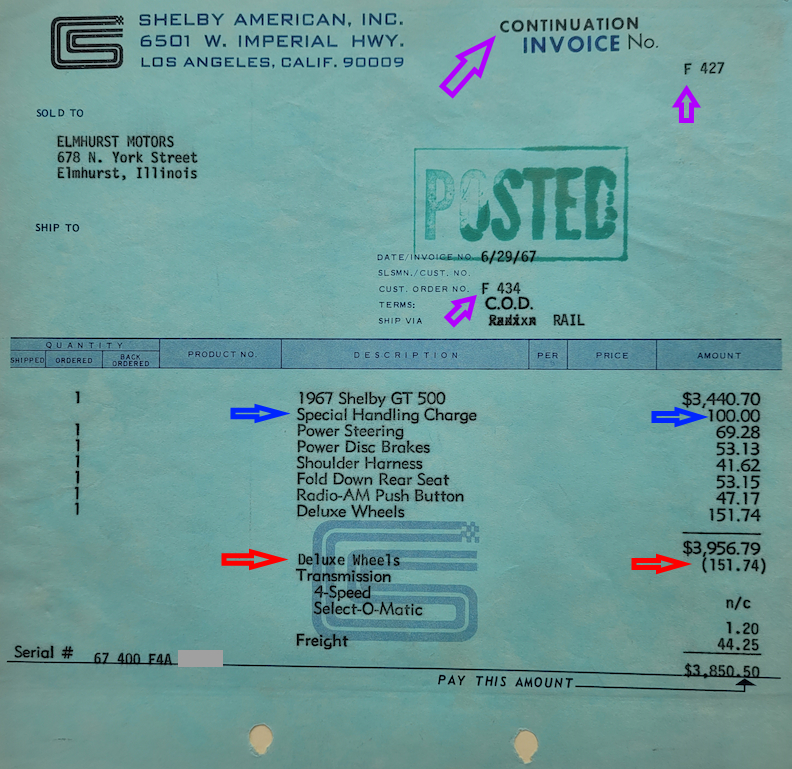 SHELBY AMERICAN, INC.
6501 W. IMPERIAL HWY.
LOS ANGELES, CALIF. 90009
CONTINUATION
INVOICE No.
F 427
SOLD TO
ELMHURST MOTORS
678 N. York Street
Elmhurst, Illinois
POSTED
SHIP TO
DATE/INVOICE NO. 6/29/67
SLSMN./CUST. NO.
CUST. ORDER NO. F 434
TERMS: C.O.D.
SHIP VIA RAIL
QUANTITY
SHIPPED ORDERED BACK ORDERED PRODUCT NO. DESCRIPTION PER PRICE AMOUNT
1 1967 Shelby GT 500 $3,440.70
Special Handling Charge 100.00
1 Power Steering 69.28
1 Power Disc Brakes 53.13
1 Shoulder Harness 41.62
1 Fold Down Rear Seat 53.15
1 Radio-AM Push Button 47.17
1 Deluxe Wheels 151.74
$3,956.79
Deluxe Wheels (151.74)
Transmission
4-Speed n/c
Select-O-Matic
1.20
Freight 44.25
Serial # 67 400 F4A
$3,850.50
PAY THIS AMOUNT